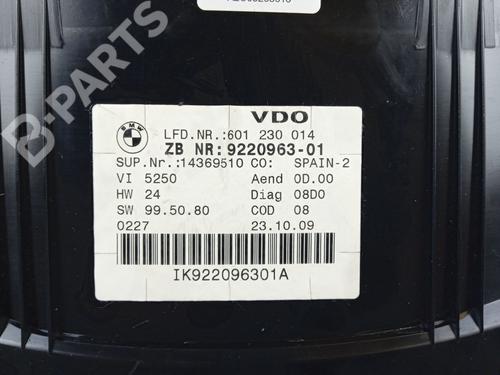 B-PARTS
VDO
BMW
LFD.NR.:601 230 014
ZB NR:9220963-01
SUP.Nr.:14369510 CO: SPAIN-2
VI 5250 Aend 0D.00
HW 24 Diag 08D0
SW 99.50.80 COD 08
0227 23.10.09
IK922096301A